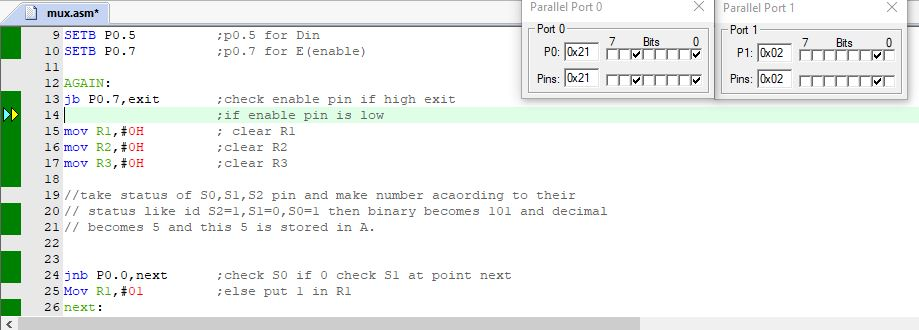 mux.asm*
9 SETB P0.5 ;p0.5 for Din
10 SETB P0.7 ;p0.7 for E(enable)
11
12 AGAIN:
13 jb P0.7,exit ;check enable pin if high exit
14 ;if enable pin is low
15 mov R1,#0H ; clear R1
16 mov R2,#0H ;clear R2
17 mov R3,#0H ;clear R3
18
19 //take status of S0,S1,S2 pin and make number acaording to their
20 // status like id S2=1,S1=0,S0=1 then binary becomes 101 and decimal
21 // becomes 5 and this 5 is stored in A.
22
23
24 jnb P0.0,next ;check S0 if 0 check S1 at point next
25 Mov R1,#01 ;else put 1 in R1
26 next:
Parallel Port 0
Port 0
7 Bits 0
P0: 0x21
Pins: 0x21
Parallel Port 1
Port 1
7 Bits 0
P1: 0x02
Pins: 0x02